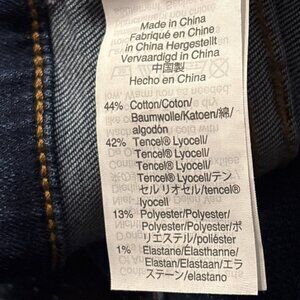 Made in China
Fabriqué en Chine
in China Hergestellt
Vervaardigd in China
中国製
Hecho en China
44% Cotton/Coton/
Baumwolle/Katoen/綿/
algodón
42% Tencel® Lyocell/
Tencel® Lyocell/
Tencel® Lyocell/
Tencel® Lyocell/テン
セル リオセル/tencel®
lyocell
13% Polyester/Polyester/
Polyester/Polyester/ポ
リエステル/poliéster
1% Elastane/Élasthanne/
Elastan/Elastaan/エラ
ステーン/elastano